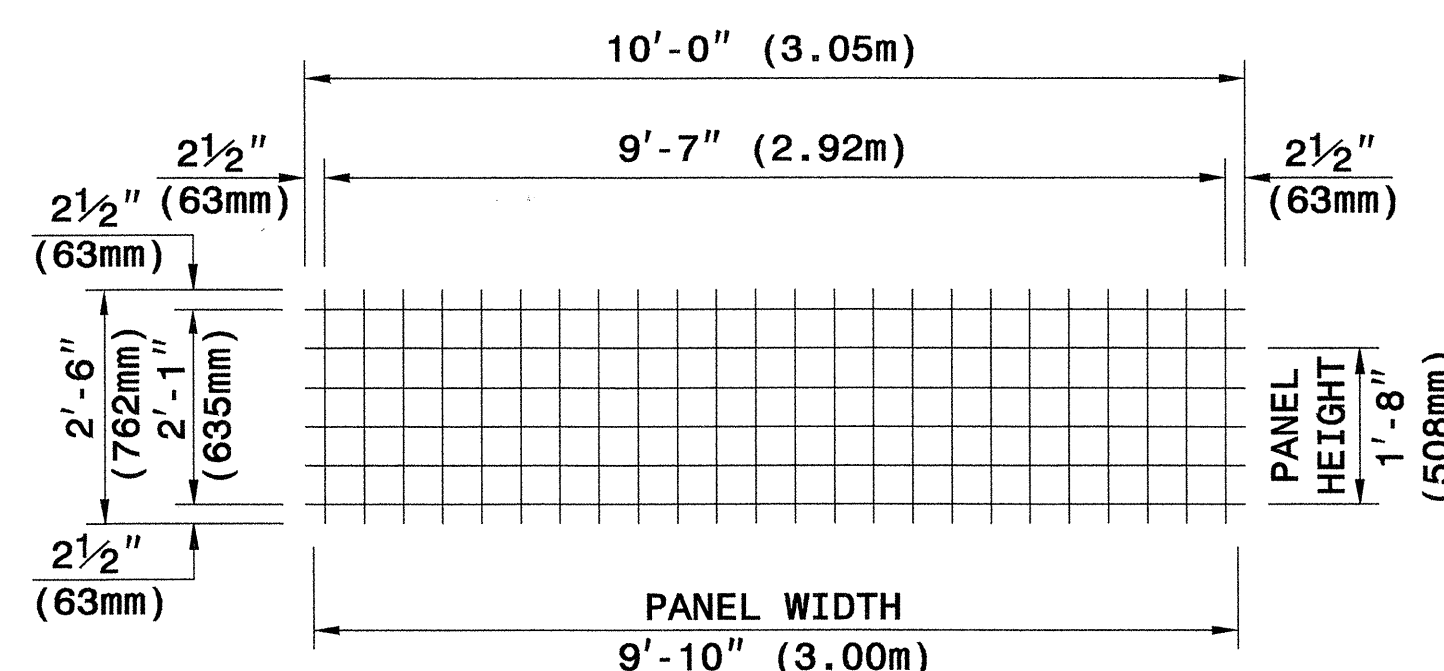 10'-0" (3.05m)
2½"
(63mm)
9'-7" (2.92m)
2½"
(63mm)
2½"
(63mm)
2'-6"
(762mm)
2'-1"
(635mm)
PANEL
HEIGHT
1'-8"
(508mm)
2½"
(63mm)
PANEL WIDTH
9'-10" (3.00m)